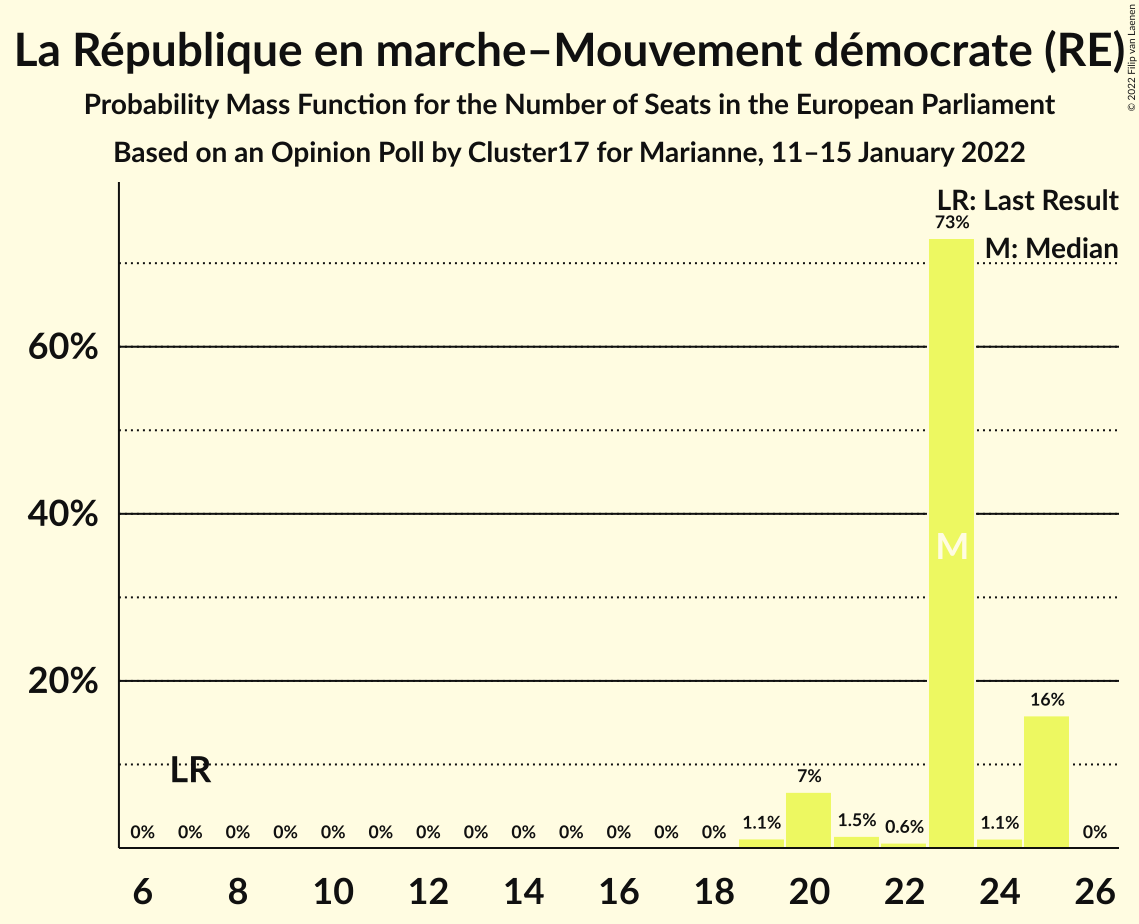 La République en marche–Mouvement démocrate (RE)
Probability Mass Function for the Number of Seats in the European Parliament
Based on an Opinion Poll by Cluster17 for Marianne, 11–15 January 2022
© 2022 Filip van Laenen
LR: Last Result
M: Median
73%
60%
40%
20%
M
LR
16%
7%
0% 0% 0% 0% 0% 0% 0% 0% 0% 0% 0% 0% 0% 1.1% 1.5% 0.6% 1.1% 0%
6 8 10 12 14 16 18 20 22 24 26